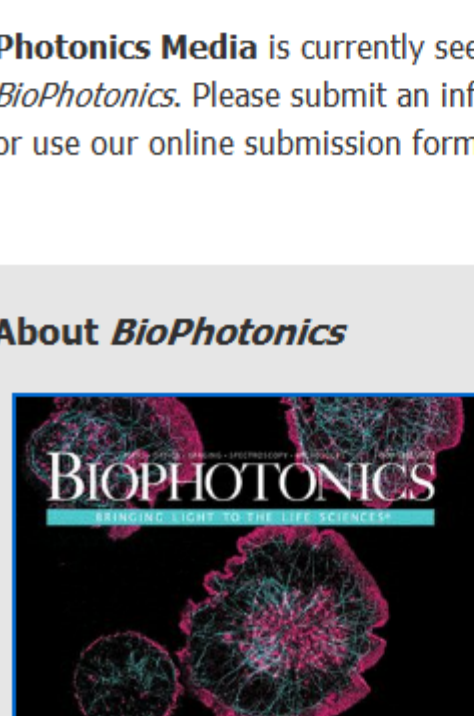 Photonics Media is currently see
BioPhotonics. Please submit an inf
or use our online submission form
About BioPhotonics
BIOPHOTONICS
BRINGING LIGHT TO THE LIFE SCIENCES®